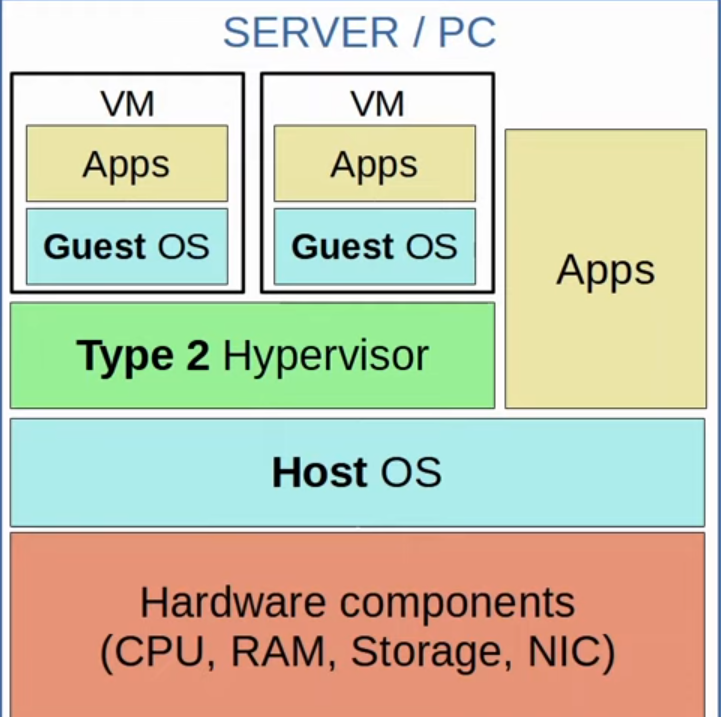 SERVER / PC
VM
Apps
Guest OS
VM
Apps
Guest OS
Apps
Type 2 Hypervisor
Host OS
Hardware components
(CPU, RAM, Storage, NIC)